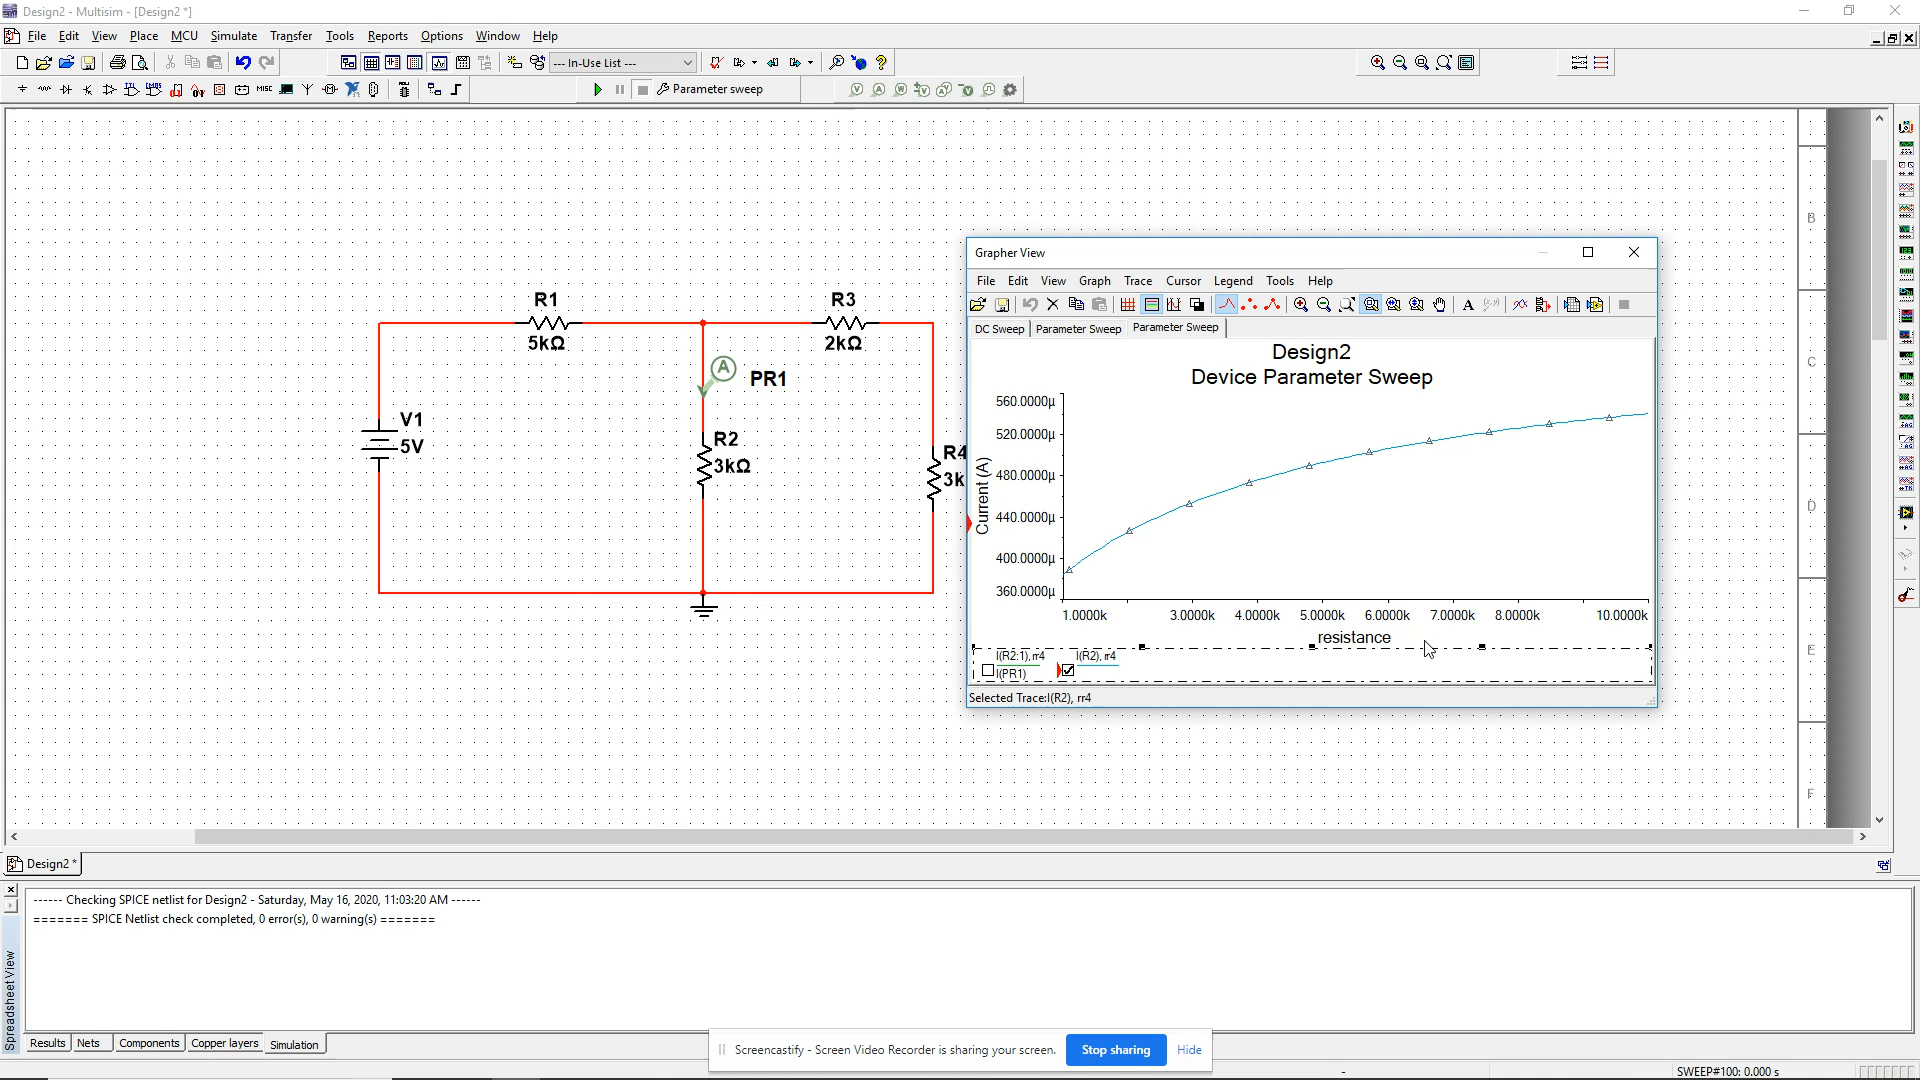 Design2 - Multisim - [Design2 *]
File Edit View Place MCU Simulate Transfer Tools Reports Options Window Help
--- In-Use List ---
Parameter sweep
R1
5kΩ
R3
2kΩ
A
PR1
V1
5V
R2
3kΩ
R4
3k
Grapher View
File Edit View Graph Trace Cursor Legend Tools Help
A
DC Sweep Parameter Sweep Parameter Sweep
Design2
Device Parameter Sweep
560.0000µ
520.0000µ
480.0000µ
440.0000µ
400.0000µ
360.0000µ
Current (A)
1.0000k 3.0000k 4.0000k 5.0000k 6.0000k 7.0000k 8.0000k 10.0000k
resistance
I(R2:1), rr4 I(R2), rr4
I(PR1)
Selected Trace:I(R2), rr4
B
C
D
E
F
Design2 *
------ Checking SPICE netlist for Design2 - Saturday, May 16, 2020, 11:03:20 AM ------
======= SPICE Netlist check completed, 0 error(s), 0 warning(s) =======
Spreadsheet View
Results Nets Components Copper layers Simulation
Screencastify - Screen Video Recorder is sharing your screen. Stop sharing Hide
- SWEEP#100: 0.000 s